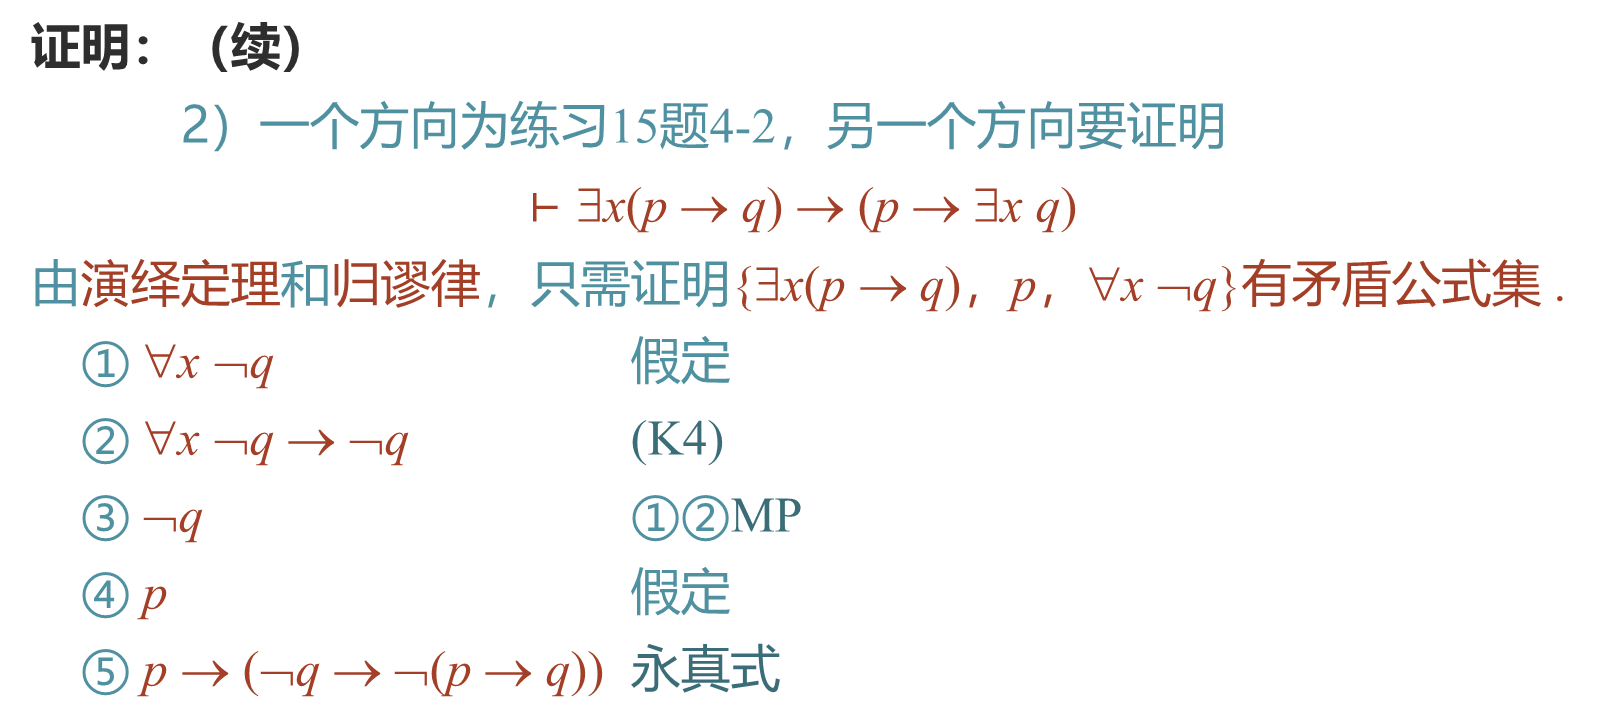 证明： (续)
2）一个方向为练习15题4-2，另一个方向要证明
⊢ ∃x(p → q) → (p → ∃x q)
由演绎定理和归谬律，只需证明{∃x(p → q)，p，∀x ¬q}有矛盾公式集 .
① ∀x ¬q 假定
② ∀x ¬q → ¬q (K4)
③ ¬q ①②MP
④ p 假定
⑤ p → (¬q → ¬(p → q)) 永真式